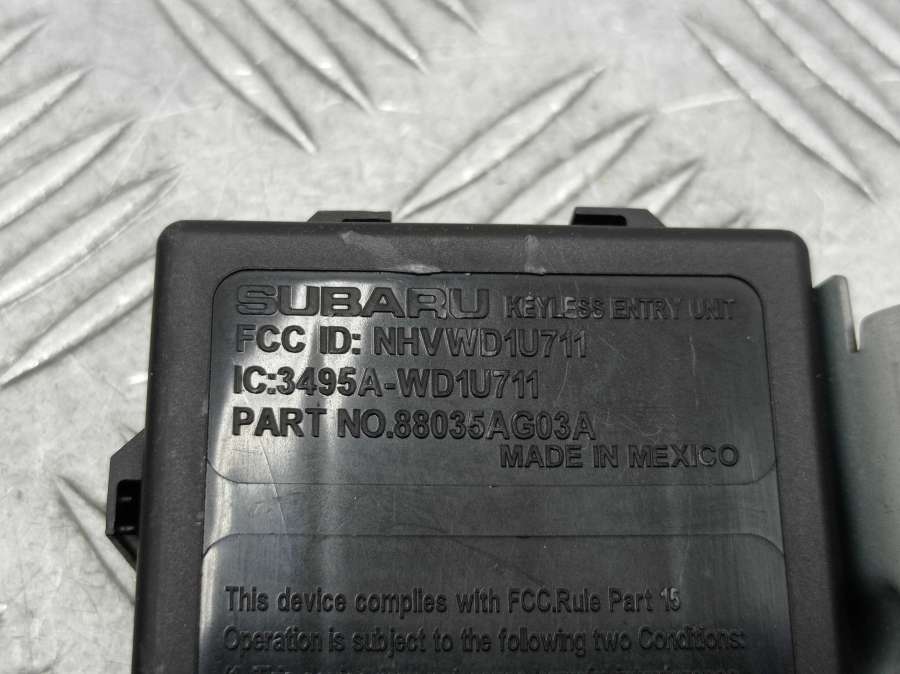 SUBARU KEYLESS ENTRY UNIT
FCC ID: NHVWD1U711
IC:3495A-WD1U711
PART NO.88035AG03A
MADE IN MEXICO
This device complies with FCC.Rule Part 15
Operation is subject to the following two Conditions: